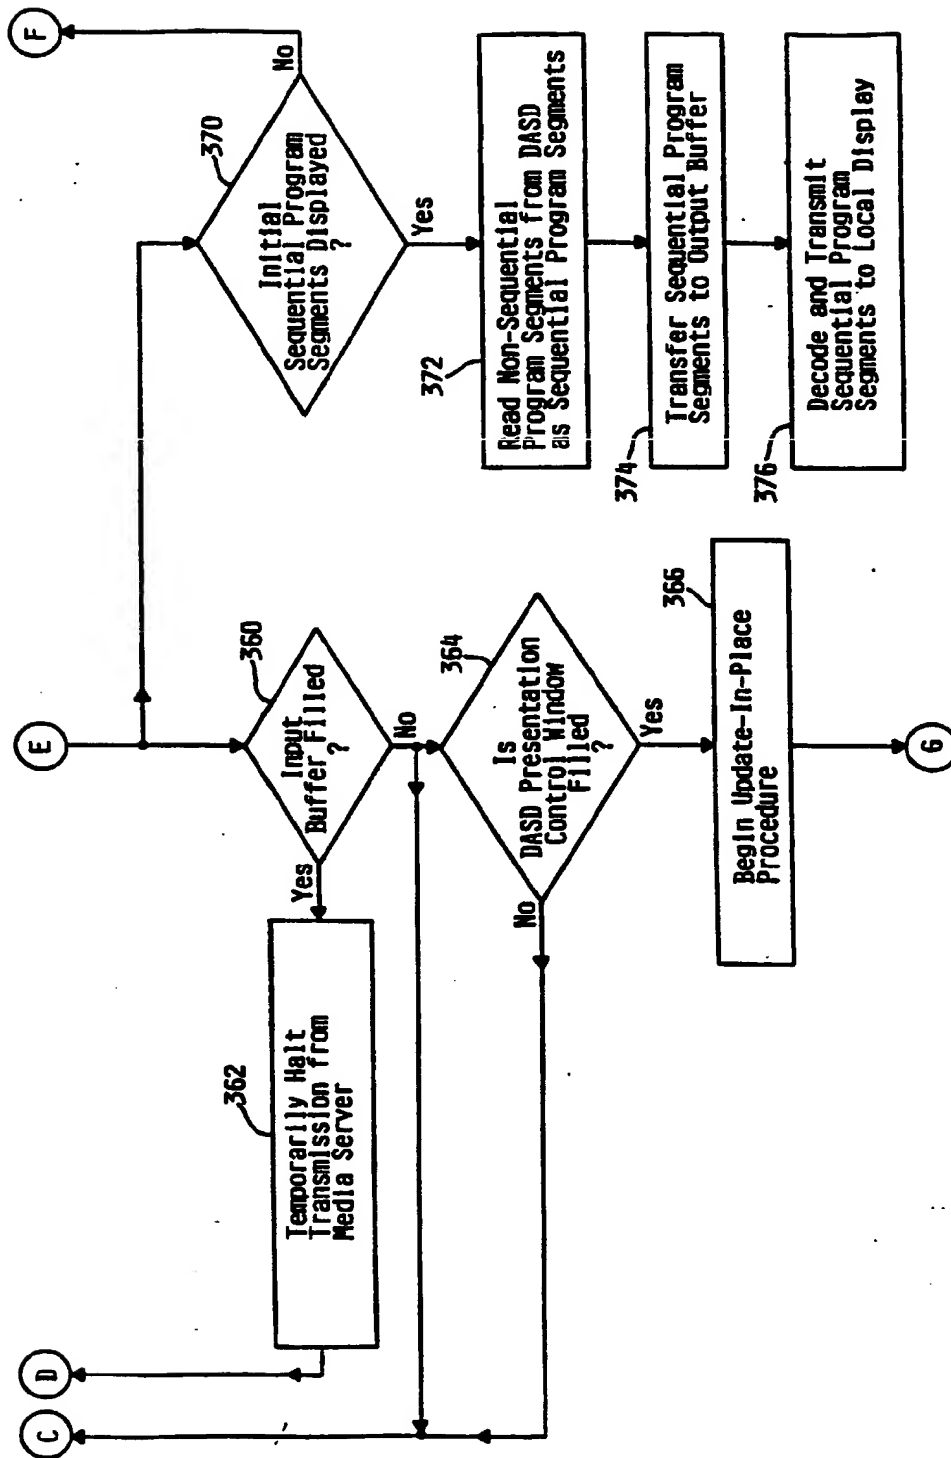 C
D
E
F
362
Temporarily Halt
Transmission from
Media Server
Yes
360
Input
Buffer Filled
?
No
364
Is
DASD Presentation
Control Window
Filled
?
No
Yes
366
Begin Update-In-Place
Procedure
G
370
Initial
Sequential Program
Segments Displayed
?
No
Yes
372
Read Non-Sequential
Program Segments from DASD
as Sequential Program Segments
374
Transfer Sequential Program
Segments to Output Buffer
376
Decode and Transmit
Sequential Program
Segments to Local Display